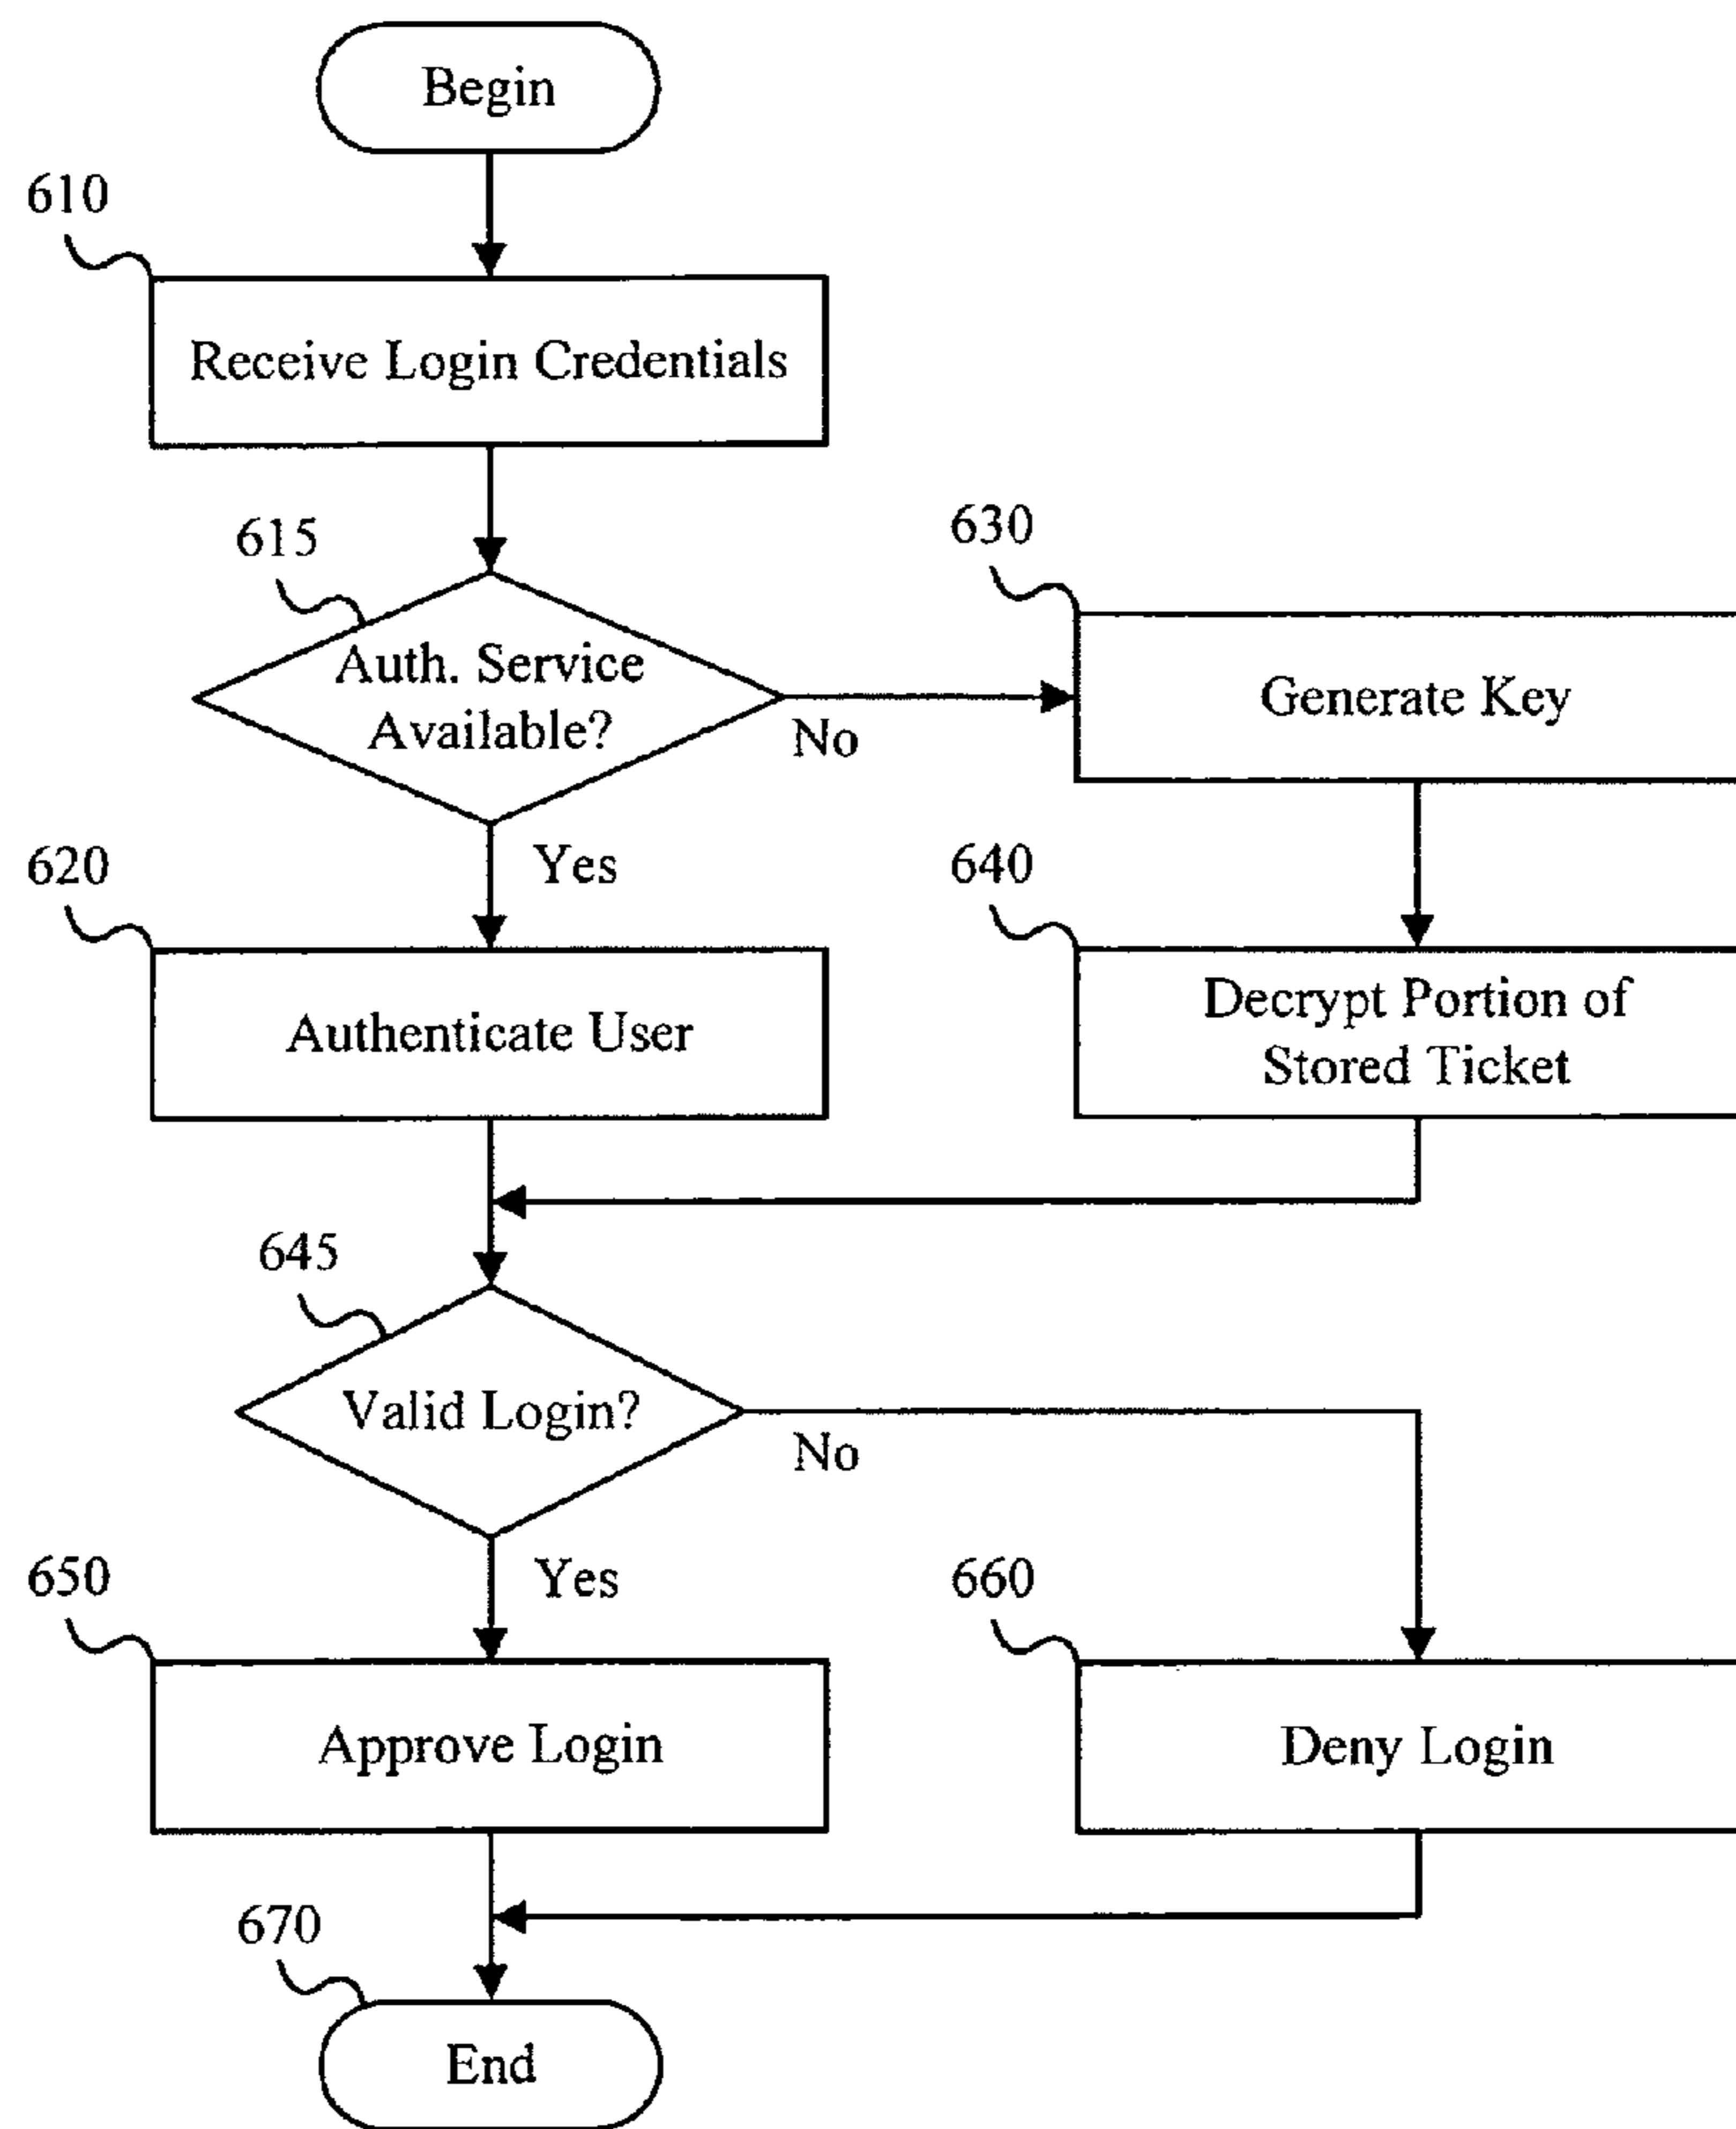 Begin
610
Receive Login Credentials
615
Auth. Service
Available?
No
Yes
630
Generate Key
620
Authenticate User
640
Decrypt Portion of
Stored Ticket
645
Valid Login?
No
Yes
650
Approve Login
660
Deny Login
670
End